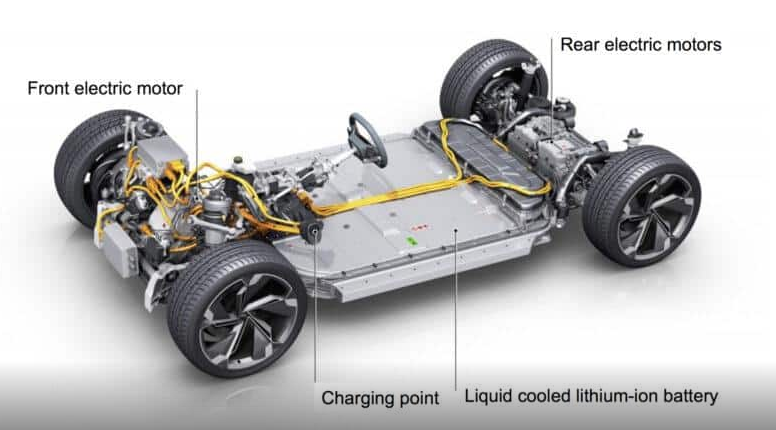 Rear electric motors
Front electric motor
Charging point
Liquid cooled lithium-ion battery